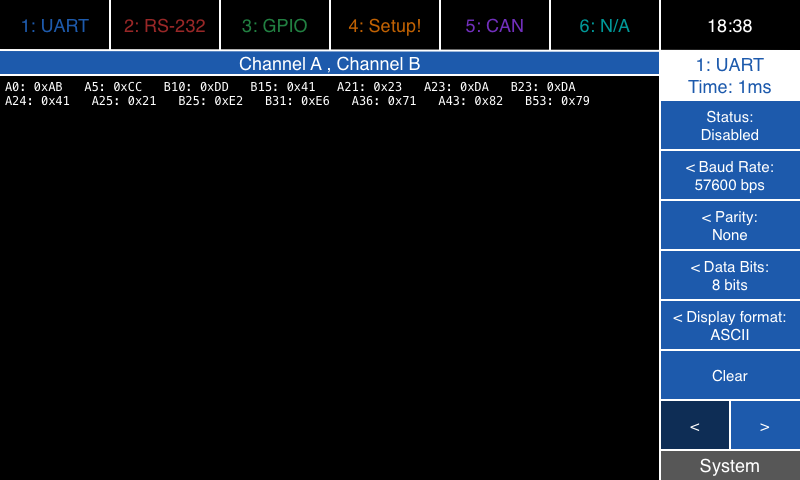 1: UART 2: RS-232 3: GPIO 4: Setup! 5: CAN 6: N/A 18:38
Channel A , Channel B
A0: 0xAB A5: 0xCC B10: 0xDD B15: 0x41 A21: 0x23 A23: 0xDA B23: 0xDA
A24: 0x41 A25: 0x21 B25: 0xE2 B31: 0xE6 A36: 0x71 A43: 0x82 B53: 0x79
1: UART
Time: 1ms
Status:
Disabled
< Baud Rate:
57600 bps
< Parity:
None
< Data Bits:
8 bits
< Display format:
ASCII
Clear
< >
System